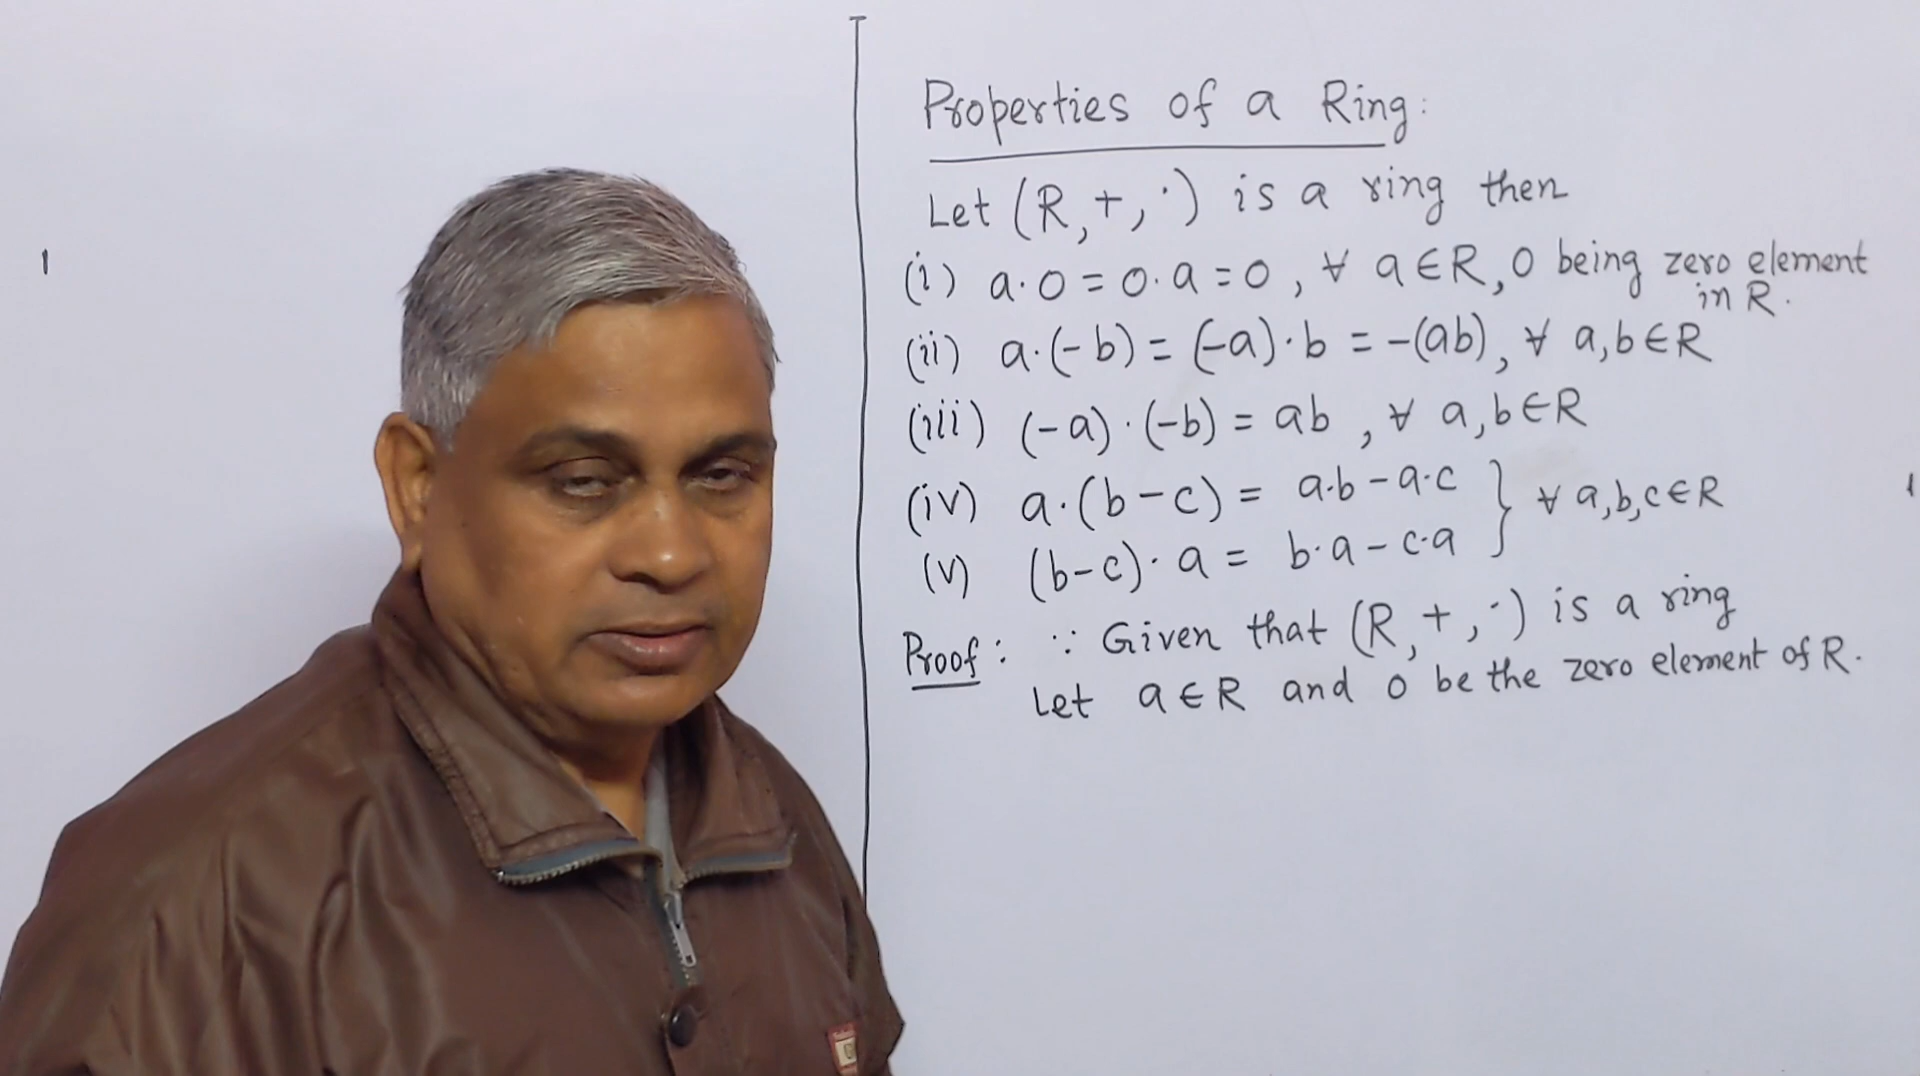 Properties of a Ring:
Let (R, +, ·) is a ring then
(i) a·0 = 0·a = 0, ∀ a∈R, 0 being zero element
in R.
(ii) a·(-b) = (-a)·b = -(ab), ∀ a,b∈R
(iii) (-a)·(-b) = ab, ∀ a,b∈R
(iv) a·(b-c) = a·b-a·c } ∀ a,b,c∈R
(v) (b-c)·a = b·a-c·a
Proof: ∵ Given that (R, +, ·) is a ring
Let a∈R and 0 be the zero element of R.